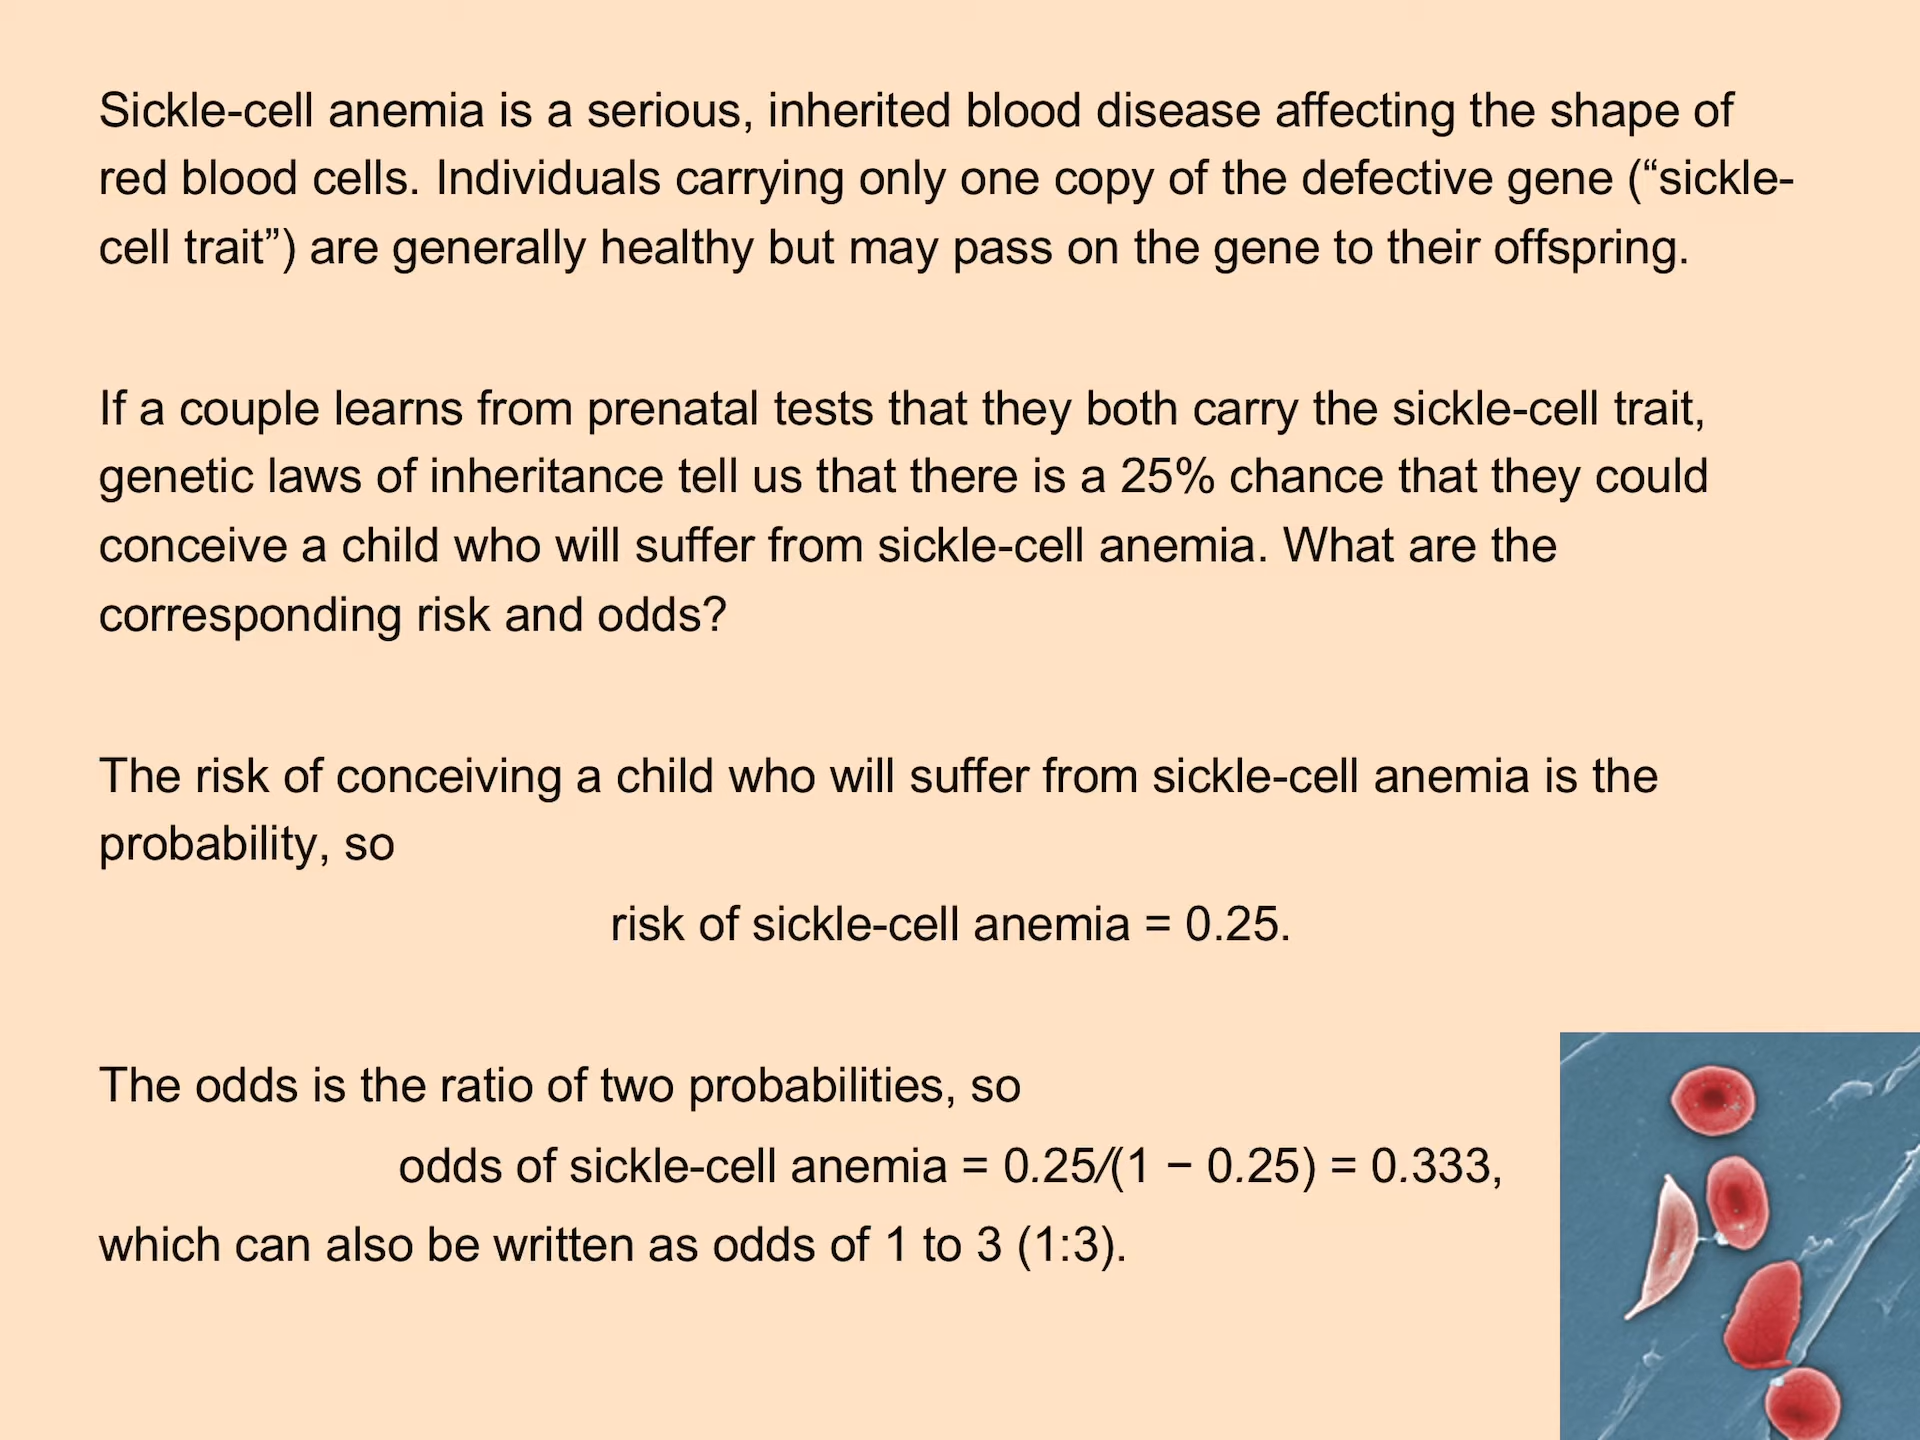 Sickle-cell anemia is a serious, inherited blood disease affecting the shape of
red blood cells. Individuals carrying only one copy of the defective gene (“sickle-
cell trait”) are generally healthy but may pass on the gene to their offspring.
If a couple learns from prenatal tests that they both carry the sickle-cell trait,
genetic laws of inheritance tell us that there is a 25% chance that they could
conceive a child who will suffer from sickle-cell anemia. What are the
corresponding risk and odds?
The risk of conceiving a child who will suffer from sickle-cell anemia is the
probability, so
risk of sickle-cell anemia = 0.25.
The odds is the ratio of two probabilities, so
odds of sickle-cell anemia = 0.25/(1 − 0.25) = 0.333,
which can also be written as odds of 1 to 3 (1:3).